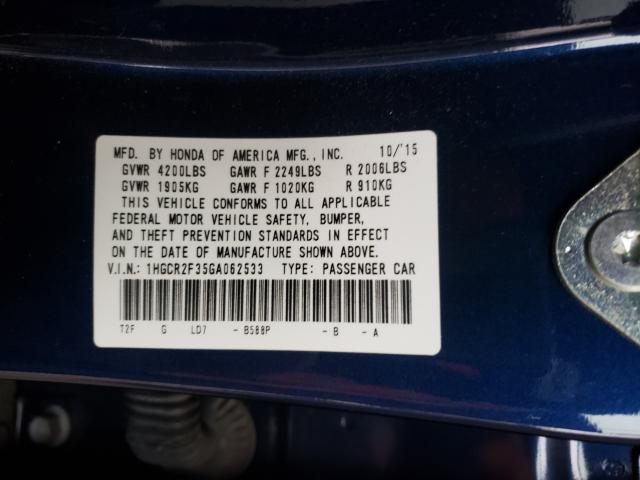 MFD. BY HONDA OF AMERICA MFG., INC. 10/'15
GVWR 4200LBS GAWR F 2249LBS R 2006LBS
GVWR 1905KG GAWR F 1020KG R 910KG
THIS VEHICLE CONFORMS TO ALL APPLICABLE
FEDERAL MOTOR VEHICLE SAFETY, BUMPER,
AND THEFT PREVENTION STANDARDS IN EFFECT
ON THE DATE OF MANUFACTURE SHOWN ABOVE.
V.I.N.: 1HGCR2F35GA062533 TYPE: PASSENGER CAR
T2F G LD7 -B588P -B -A